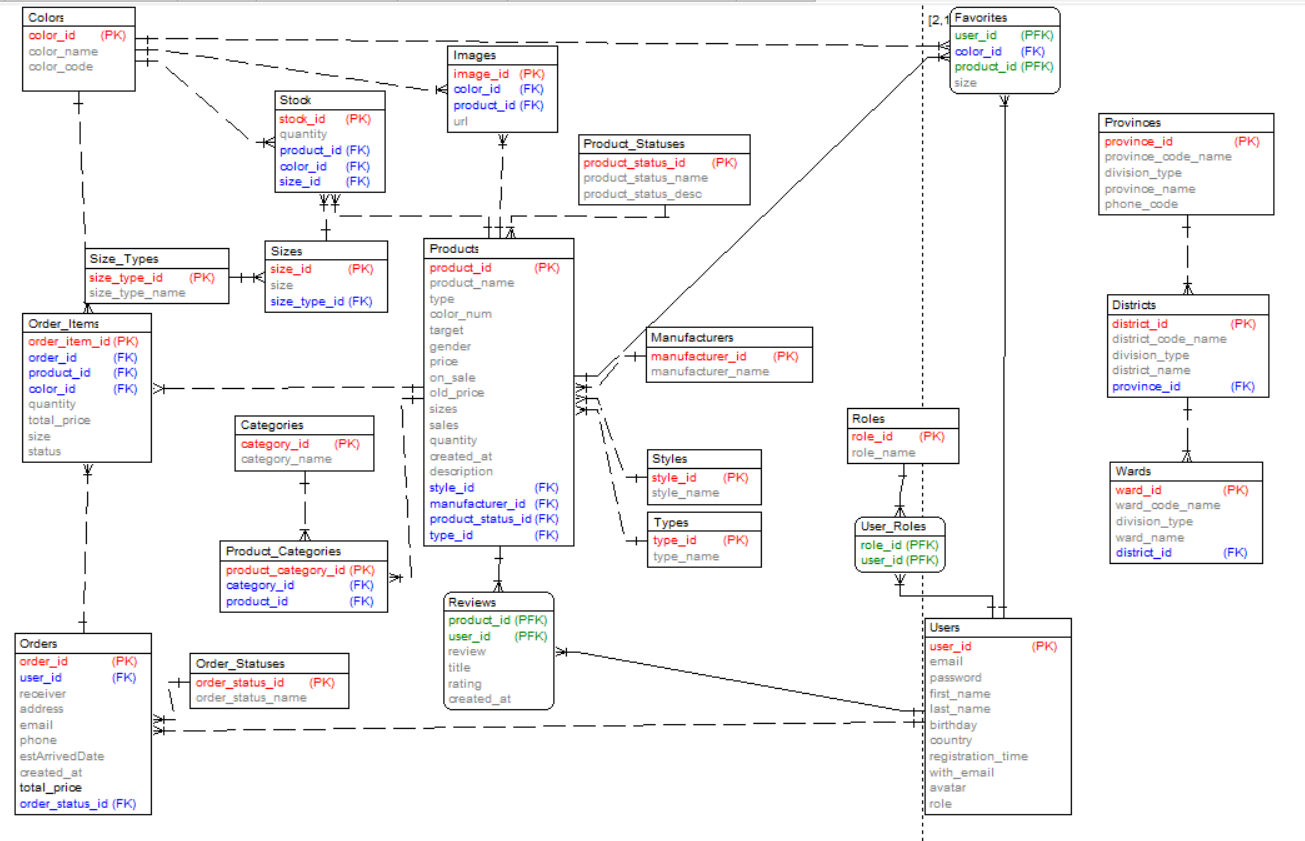 Colors
color_id (PK)
color_name
color_code
Images
image_id (PK)
color_id (FK)
product_id (FK)
url
[2,1
Favorites
user_id (PFK)
color_id (FK)
product_id (PFK)
size
Stock
stock_id (PK)
quantity
product_id (FK)
color_id (FK)
size_id (FK)
Product_Statuses
product_status_id (PK)
product_status_name
product_status_desc
Provinces
province_id (PK)
province_code_name
division_type
province_name
phone_code
Size_Types
size_type_id (PK)
size_type_name
Sizes
size_id (PK)
size
size_type_id (FK)
Products
product_id (PK)
product_name
type
color_num
target
gender
price
on_sale
old_price
sizes
sales
quantity
created_at
description
style_id (FK)
manufacturer_id (FK)
product_status_id (FK)
type_id (FK)
Districts
district_id (PK)
district_code_name
division_type
district_name
province_id (FK)
Order_Items
order_item_id (PK)
order_id (FK)
product_id (FK)
color_id (FK)
quantity
total_price
size
status
Manufacturers
manufacturer_id (PK)
manufacturer_name
Categories
category_id (PK)
category_name
Roles
role_id (PK)
role_name
Styles
style_id (PK)
style_name
Wards
ward_id (PK)
ward_code_name
division_type
ward_name
district_id (FK)
Types
type_id (PK)
type_name
User_Roles
role_id (PFK)
user_id (PFK)
Product_Categories
product_category_id (PK)
category_id (FK)
product_id (FK)
Reviews
product_id (PFK)
user_id (PFK)
review
title
rating
created_at
Users
user_id (PK)
email
password
first_name
last_name
birthday
country
registration_time
with_email
avatar
role
Orders
order_id (PK)
user_id (FK)
receiver
address
email
phone
estArrivedDate
created_at
total_price
order_status_id (FK)
Order_Statuses
order_status_id (PK)
order_status_name